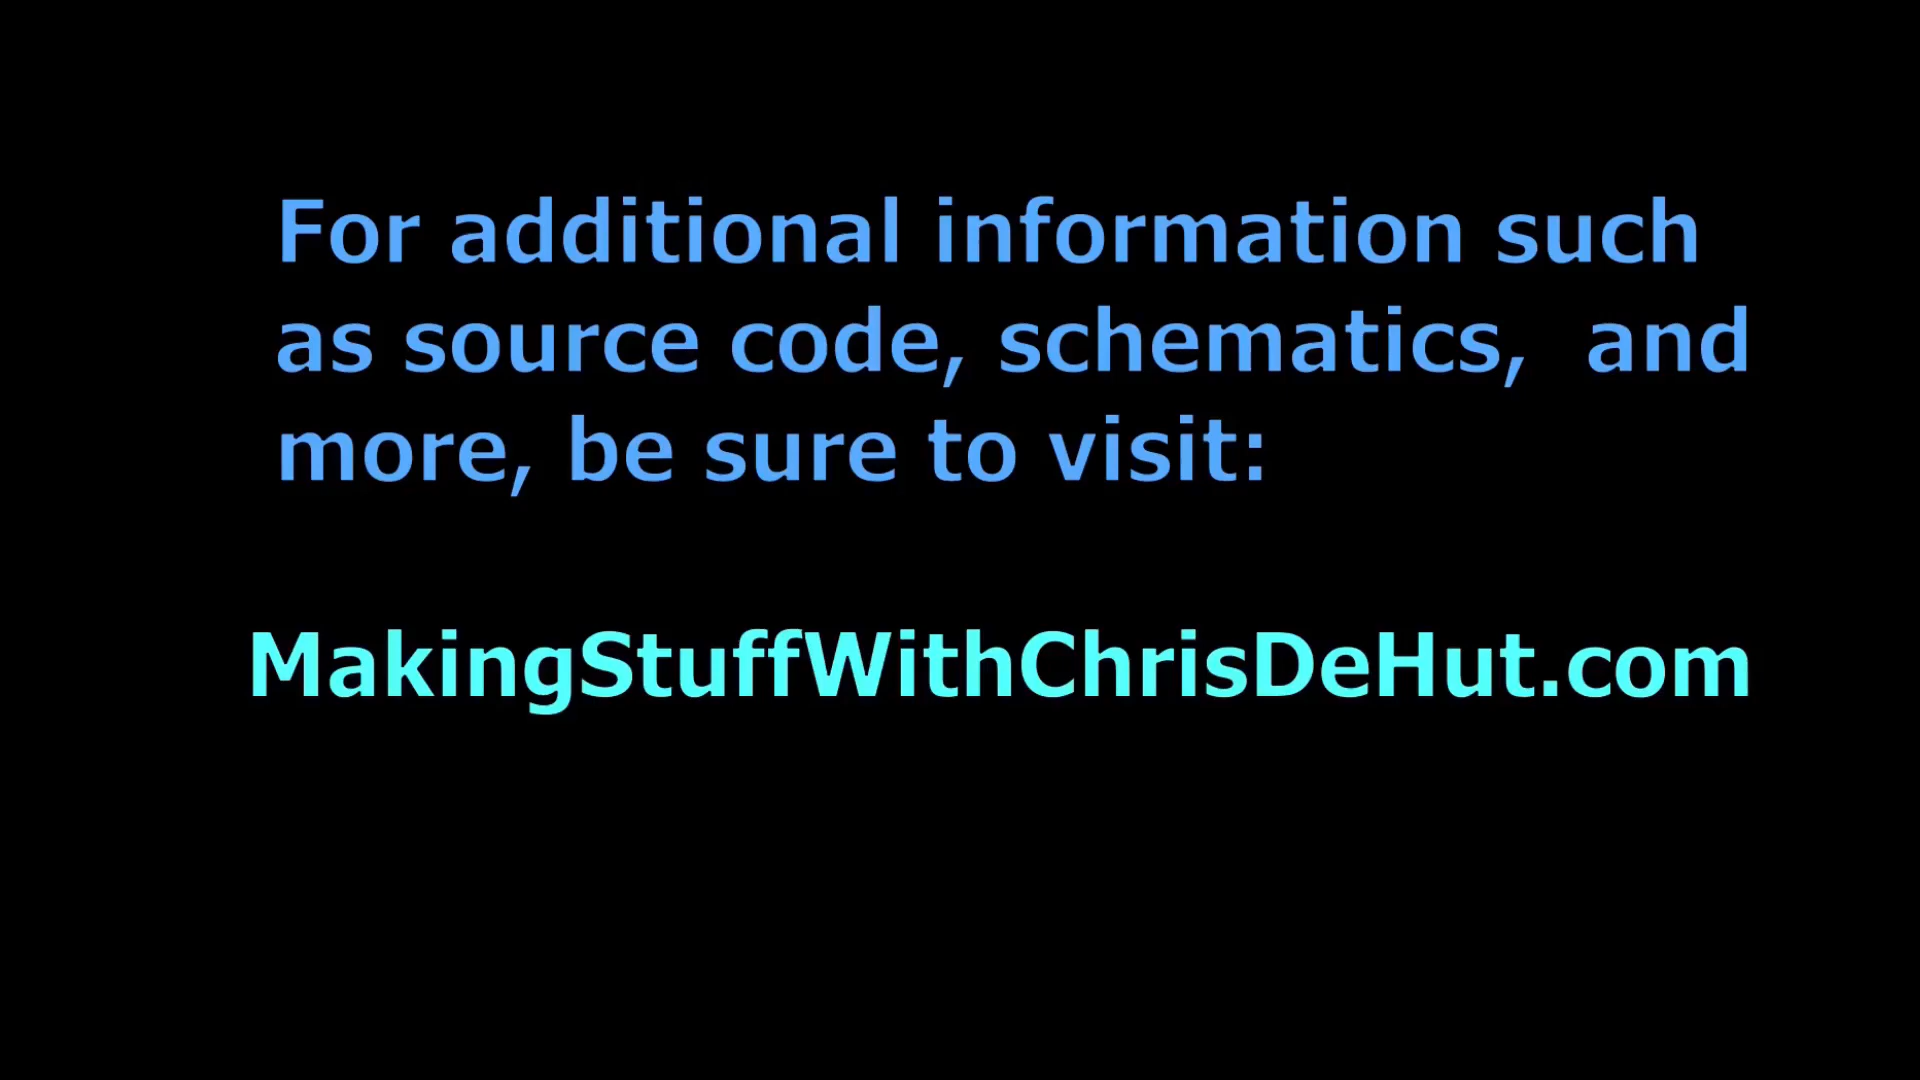 For additional information such
as source code, schematics,  and
more, be sure to visit:
MakingStuffWithChrisDeHut.com